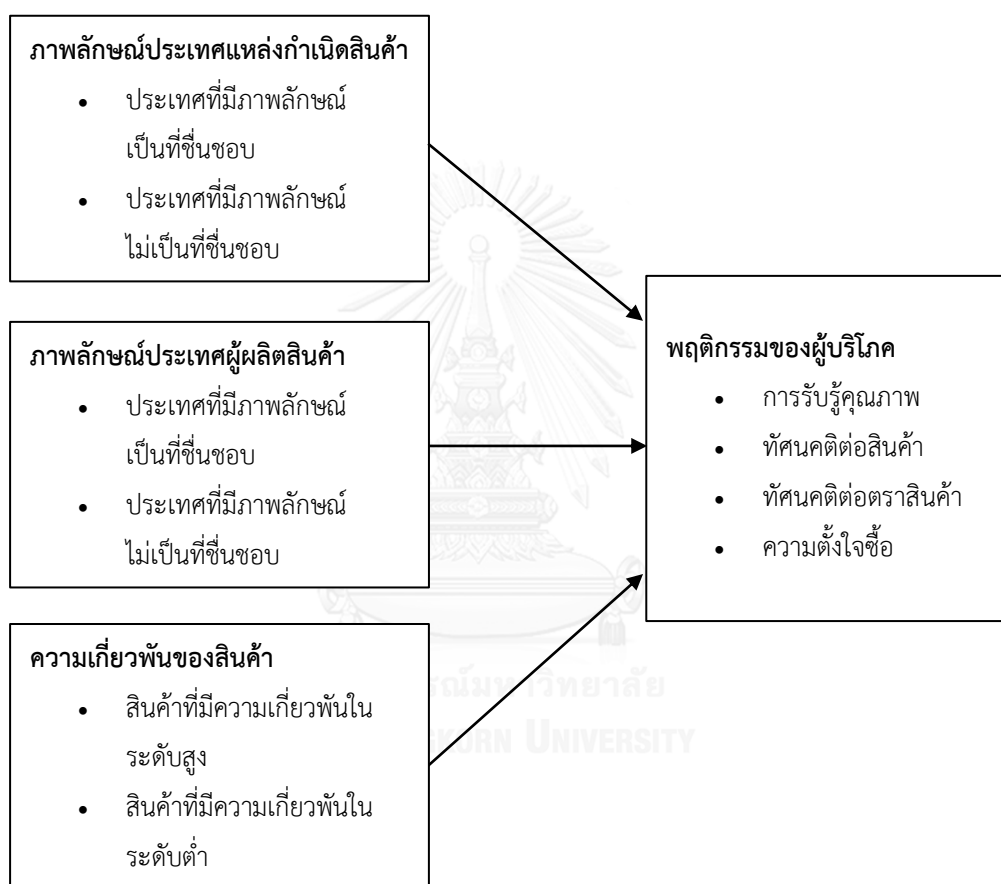 ภาพลักษณ์ประเทศแหล่งกำเนิดสินค้า
• ประเทศที่มีภาพลักษณ์
เป็นที่ชื่นชอบ
• ประเทศที่มีภาพลักษณ์
ไม่เป็นที่ชื่นชอบ
ภาพลักษณ์ประเทศผู้ผลิตสินค้า
• ประเทศที่มีภาพลักษณ์
เป็นที่ชื่นชอบ
• ประเทศที่มีภาพลักษณ์
ไม่เป็นที่ชื่นชอบ
ความเกี่ยวพันของสินค้า
• สินค้าที่มีความเกี่ยวพันใน
ระดับสูง
• สินค้าที่มีความเกี่ยวพันใน
ระดับต่ำ
พฤติกรรมของผู้บริโภค
• การรับรู้คุณภาพ
• ทัศนคติต่อสินค้า
• ทัศนคติต่อตราสินค้า
• ความตั้งใจซื้อ
มหาวิทยาลัย
UNIVERSITY